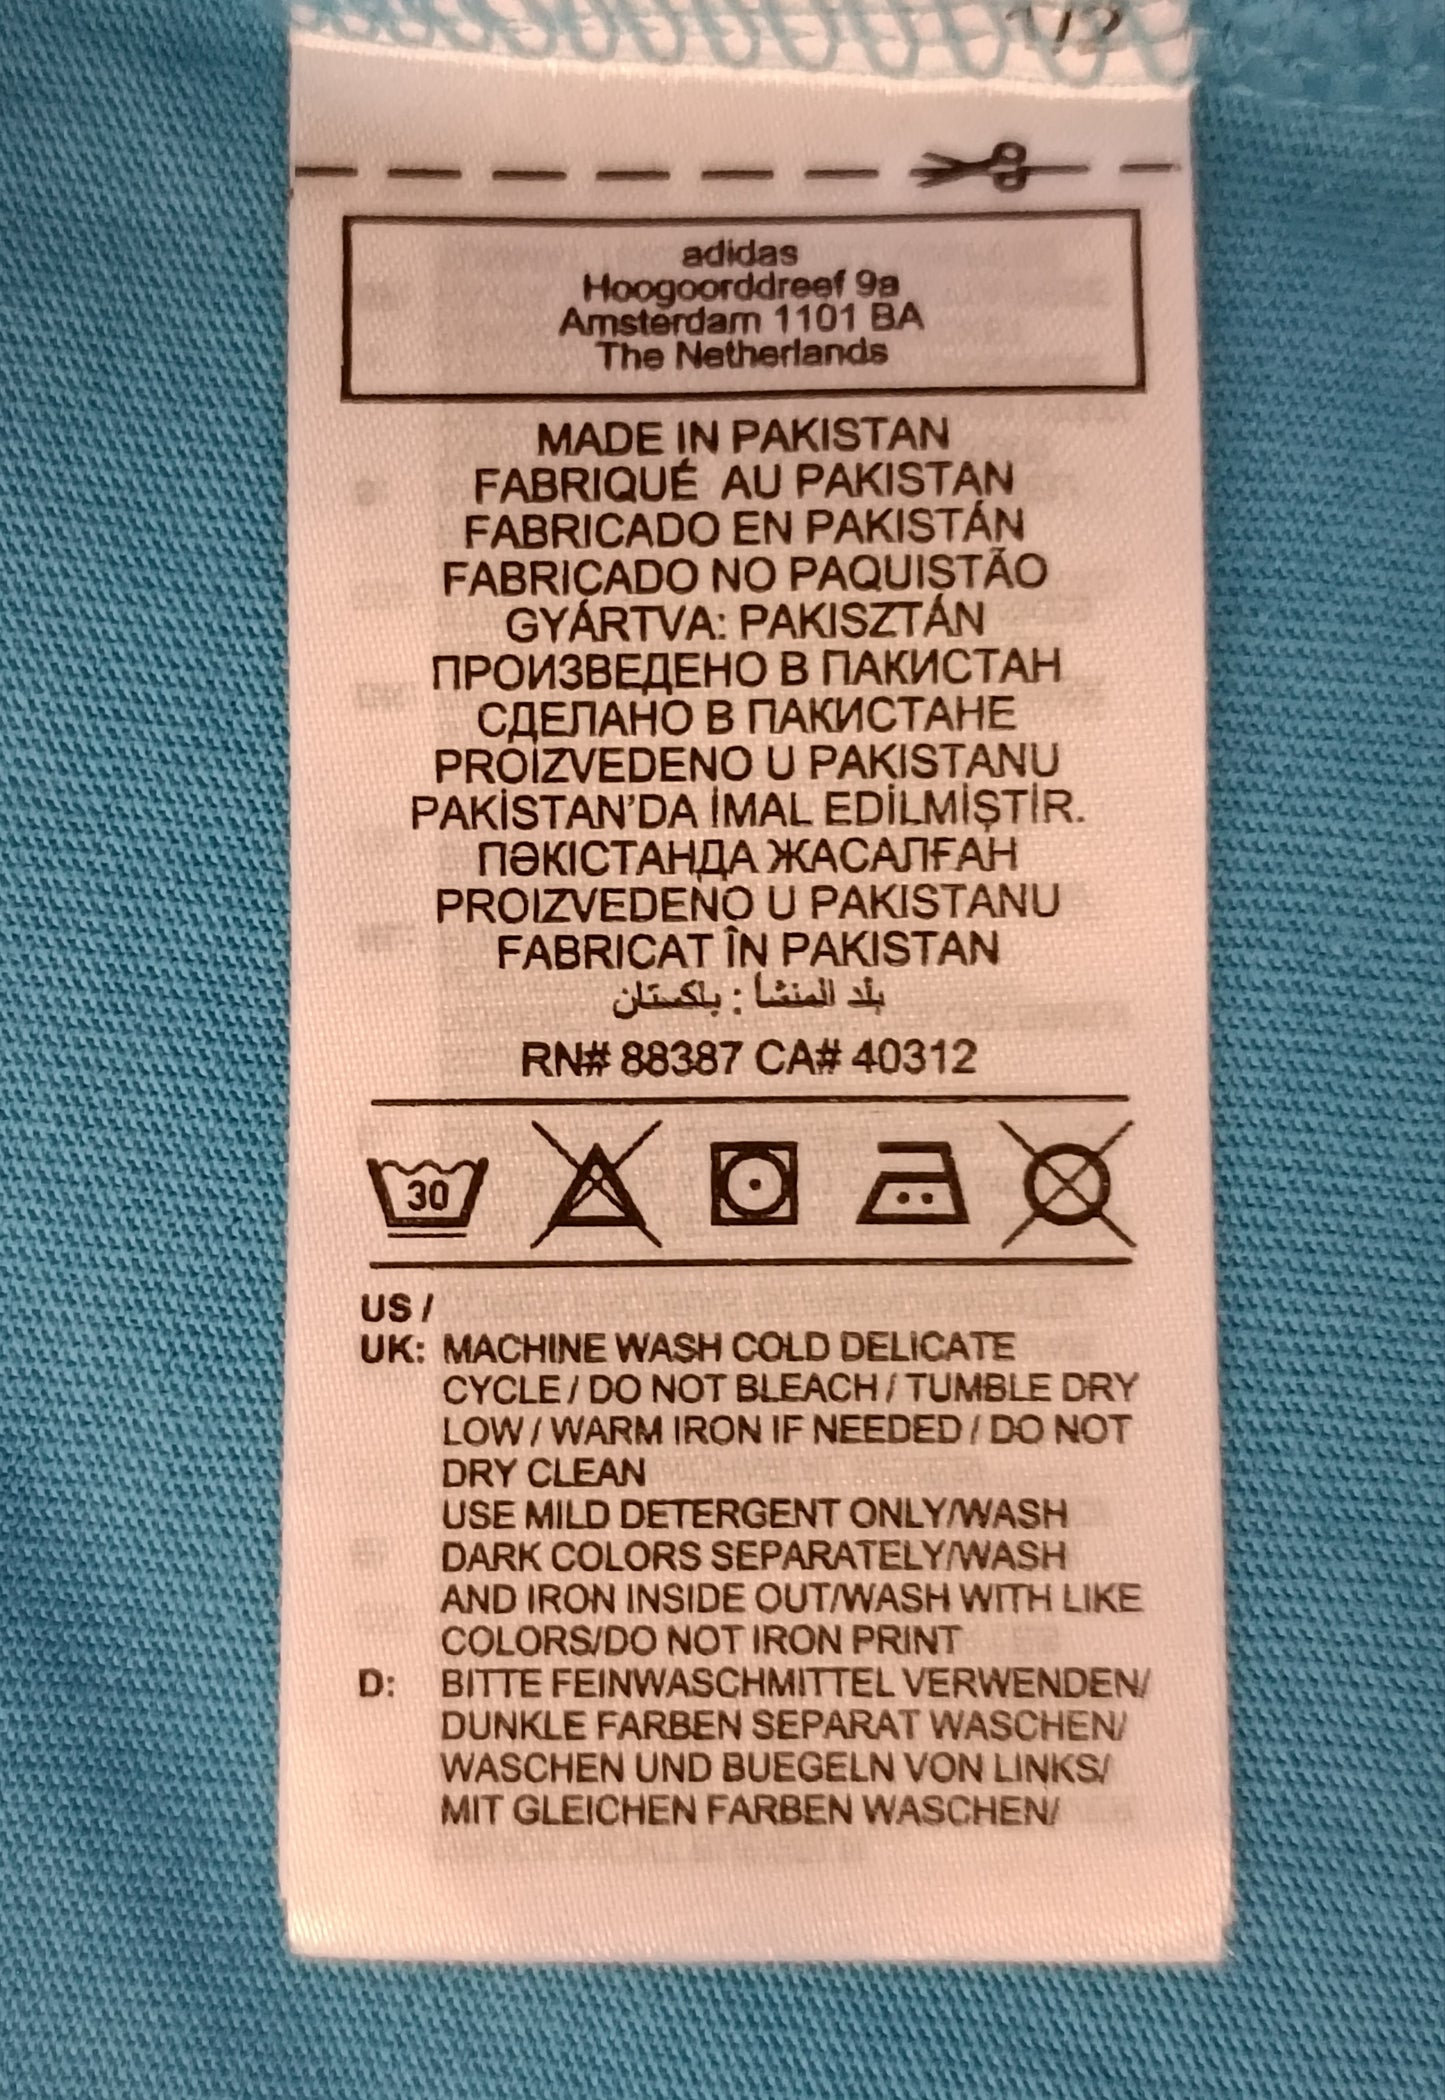 adidas
Hoogoorddreef 9a
Amsterdam 1101 BA
The Netherlands
MADE IN PAKISTAN
FABRIQUÉ AU PAKISTAN
FABRICADO EN PAKISTÁN
FABRICADO NO PAQUISTÃO
GYÁRTVA: PAKISZTÁN
ПРОИЗВЕДЕНО В ПАКИСТАН
СДЕЛАНО В ПАКИСТАНЕ
PROIZVEDENO U PAKISTANU
PAKİSTAN'DA İMAL EDİLMİŞTİR.
ПӘКІСТАНДА ЖАСАЛҒАН
PROIZVEDENO U PAKISTANU
FABRICAT ÎN PAKISTAN
بلد المنشأ : باكستان
RN# 88387 CA# 40312
30
US /
UK: MACHINE WASH COLD DELICATE
CYCLE / DO NOT BLEACH / TUMBLE DRY
LOW / WARM IRON IF NEEDED / DO NOT
DRY CLEAN
USE MILD DETERGENT ONLY/WASH
DARK COLORS SEPARATELY/WASH
AND IRON INSIDE OUT/WASH WITH LIKE
COLORS/DO NOT IRON PRINT
D: BITTE FEINWASCHMITTEL VERWENDEN/
DUNKLE FARBEN SEPARAT WASCHEN/
WASCHEN UND BUEGELN VON LINKS/
MIT GLEICHEN FARBEN WASCHEN/